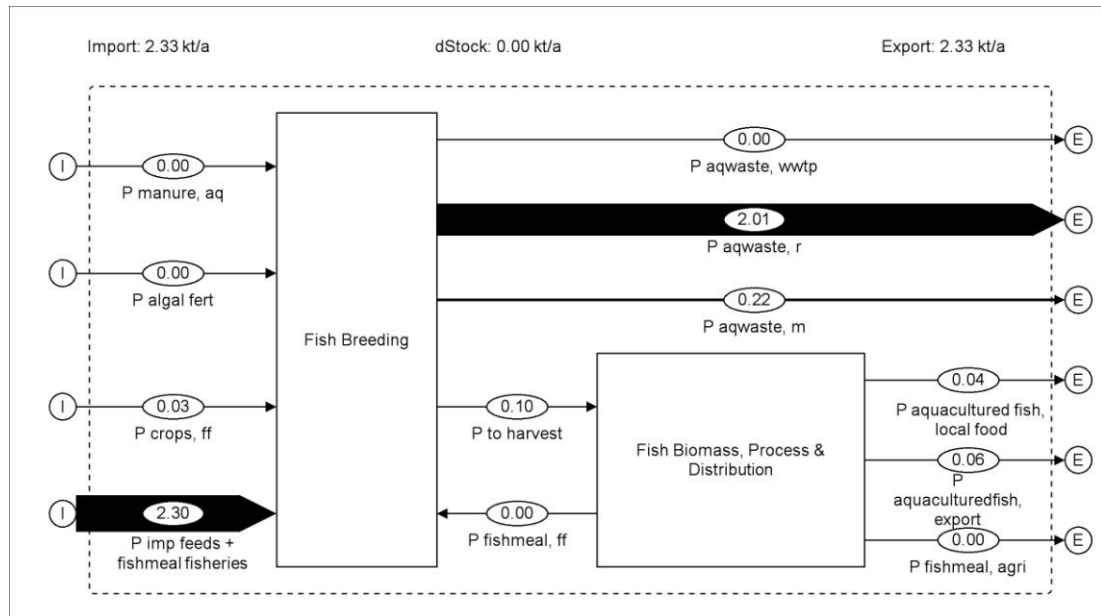 Import: 2.33 kt/a
dStock: 0.00 kt/a
Export: 2.33 kt/a
I
0.00
P manure, aq
I
0.00
P algal fert
I
0.03
P crops, ff
I
2.30
P imp feeds +
fishmeal fisheries
Fish Breeding
0.00
P aqwaste, wwtp
E
2.01
P aqwaste, r
E
0.22
P aqwaste, m
E
0.10
P to harvest
0.00
P fishmeal, ff
Fish Biomass, Process &
Distribution
0.04
P aquacultured fish,
local food
E
0.06
P
aquaculturedfish,
export
E
0.00
P fishmeal, agri
E